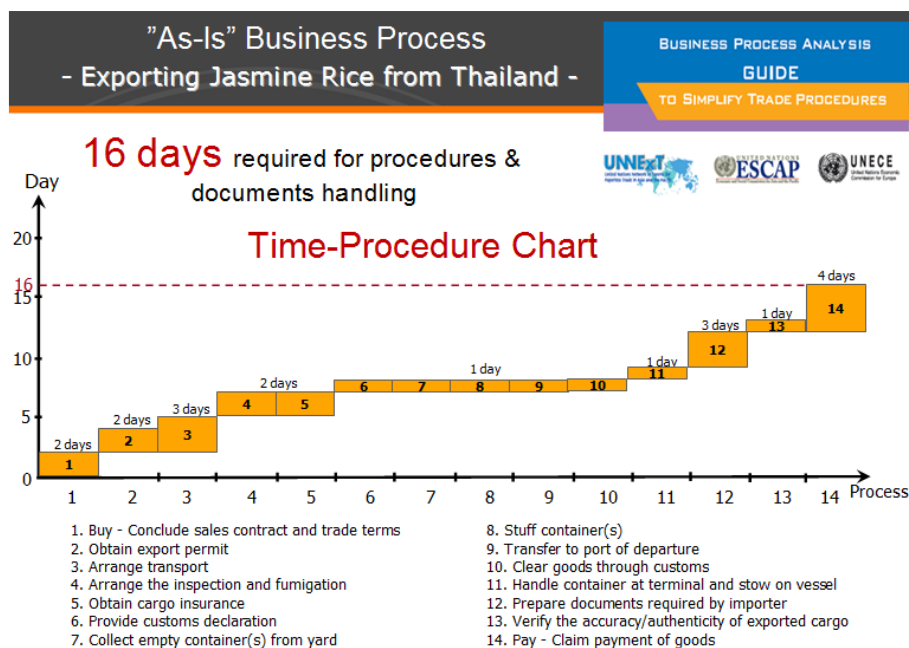 ”As-Is” Business Process
- Exporting Jasmine Rice from Thailand -
BUSINESS PROCESS ANALYSIS
GUIDE
TO SIMPLIFY TRADE PROCEDURES
16 days required for procedures &
documents handling
UNNExT
UNITED NATIONS
ESCAP
UNECE
United Nations Economic
Commission for Europe
Day
Time-Procedure Chart
20
16
15
10
5
0
2 days
2 days
3 days
2 days
1 day
1 day
3 days
1 day
4 days
1
2
3
4
5
6
7
8
9
10
11
12
13
14
1 2 3 4 5 6 7 8 9 10 11 12 13 14 Process
1. Buy - Conclude sales contract and trade terms
2. Obtain export permit
3. Arrange transport
4. Arrange the inspection and fumigation
5. Obtain cargo insurance
6. Provide customs declaration
7. Collect empty container(s) from yard
8. Stuff container(s)
9. Transfer to port of departure
10. Clear goods through customs
11. Handle container at terminal and stow on vessel
12. Prepare documents required by importer
13. Verify the accuracy/authenticity of exported cargo
14. Pay - Claim payment of goods